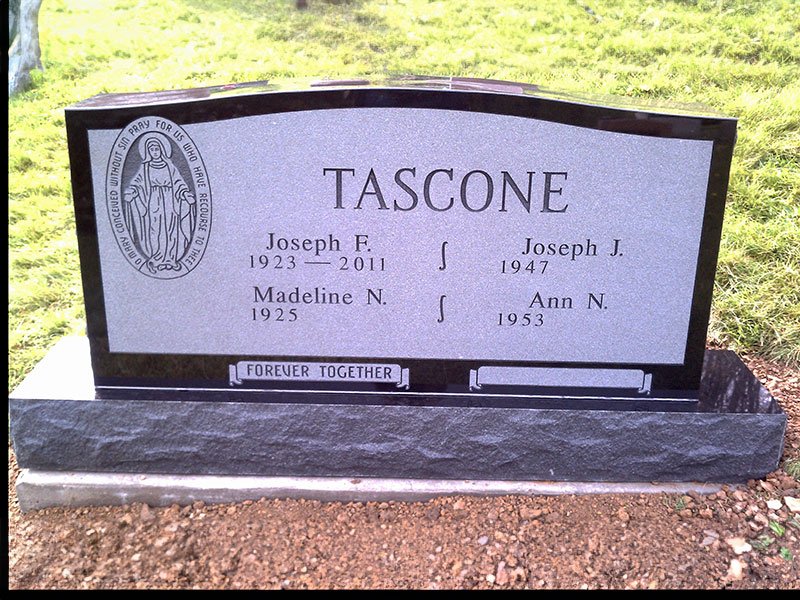 O MARY CONCEIVED WITHOUT SIN PRAY FOR US WHO HAVE RECOURSE TO THEE
TASCONE
Joseph F. ʃ Joseph J.
1923 — 2011 1947
Madeline N. ʃ Ann N.
1925 1953
FOREVER TOGETHER